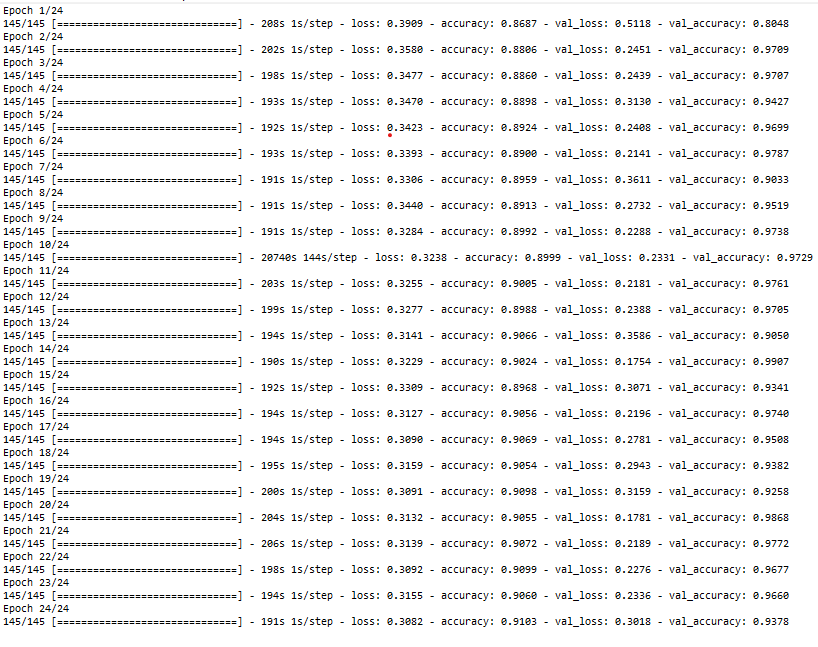 Epoch 1/24
145/145 [==============================] - 208s 1s/step - loss: 0.3909 - accuracy: 0.8687 - val_loss: 0.5118 - val_accuracy: 0.8048
Epoch 2/24
145/145 [==============================] - 202s 1s/step - loss: 0.3580 - accuracy: 0.8806 - val_loss: 0.2451 - val_accuracy: 0.9709
Epoch 3/24
145/145 [==============================] - 198s 1s/step - loss: 0.3477 - accuracy: 0.8860 - val_loss: 0.2439 - val_accuracy: 0.9707
Epoch 4/24
145/145 [==============================] - 193s 1s/step - loss: 0.3470 - accuracy: 0.8898 - val_loss: 0.3130 - val_accuracy: 0.9427
Epoch 5/24
145/145 [==============================] - 192s 1s/step - loss: 0.3423 - accuracy: 0.8924 - val_loss: 0.2408 - val_accuracy: 0.9699
Epoch 6/24
145/145 [==============================] - 193s 1s/step - loss: 0.3393 - accuracy: 0.8900 - val_loss: 0.2141 - val_accuracy: 0.9787
Epoch 7/24
145/145 [==============================] - 191s 1s/step - loss: 0.3306 - accuracy: 0.8959 - val_loss: 0.3611 - val_accuracy: 0.9033
Epoch 8/24
145/145 [==============================] - 191s 1s/step - loss: 0.3440 - accuracy: 0.8913 - val_loss: 0.2732 - val_accuracy: 0.9519
Epoch 9/24
145/145 [==============================] - 191s 1s/step - loss: 0.3284 - accuracy: 0.8992 - val_loss: 0.2288 - val_accuracy: 0.9738
Epoch 10/24
145/145 [==============================] - 20740s 144s/step - loss: 0.3238 - accuracy: 0.8999 - val_loss: 0.2331 - val_accuracy: 0.9729
Epoch 11/24
145/145 [==============================] - 203s 1s/step - loss: 0.3255 - accuracy: 0.9005 - val_loss: 0.2181 - val_accuracy: 0.9761
Epoch 12/24
145/145 [==============================] - 199s 1s/step - loss: 0.3277 - accuracy: 0.8988 - val_loss: 0.2388 - val_accuracy: 0.9705
Epoch 13/24
145/145 [==============================] - 194s 1s/step - loss: 0.3141 - accuracy: 0.9066 - val_loss: 0.3586 - val_accuracy: 0.9050
Epoch 14/24
145/145 [==============================] - 190s 1s/step - loss: 0.3229 - accuracy: 0.9024 - val_loss: 0.1754 - val_accuracy: 0.9907
Epoch 15/24
145/145 [==============================] - 192s 1s/step - loss: 0.3309 - accuracy: 0.8968 - val_loss: 0.3071 - val_accuracy: 0.9341
Epoch 16/24
145/145 [==============================] - 194s 1s/step - loss: 0.3127 - accuracy: 0.9056 - val_loss: 0.2196 - val_accuracy: 0.9740
Epoch 17/24
145/145 [==============================] - 194s 1s/step - loss: 0.3090 - accuracy: 0.9069 - val_loss: 0.2781 - val_accuracy: 0.9508
Epoch 18/24
145/145 [==============================] - 195s 1s/step - loss: 0.3159 - accuracy: 0.9054 - val_loss: 0.2943 - val_accuracy: 0.9382
Epoch 19/24
145/145 [==============================] - 200s 1s/step - loss: 0.3091 - accuracy: 0.9098 - val_loss: 0.3159 - val_accuracy: 0.9258
Epoch 20/24
145/145 [==============================] - 204s 1s/step - loss: 0.3132 - accuracy: 0.9055 - val_loss: 0.1781 - val_accuracy: 0.9868
Epoch 21/24
145/145 [==============================] - 206s 1s/step - loss: 0.3139 - accuracy: 0.9072 - val_loss: 0.2189 - val_accuracy: 0.9772
Epoch 22/24
145/145 [==============================] - 198s 1s/step - loss: 0.3092 - accuracy: 0.9099 - val_loss: 0.2276 - val_accuracy: 0.9677
Epoch 23/24
145/145 [==============================] - 194s 1s/step - loss: 0.3155 - accuracy: 0.9060 - val_loss: 0.2336 - val_accuracy: 0.9660
Epoch 24/24
145/145 [==============================] - 191s 1s/step - loss: 0.3082 - accuracy: 0.9103 - val_loss: 0.3018 - val_accuracy: 0.9378